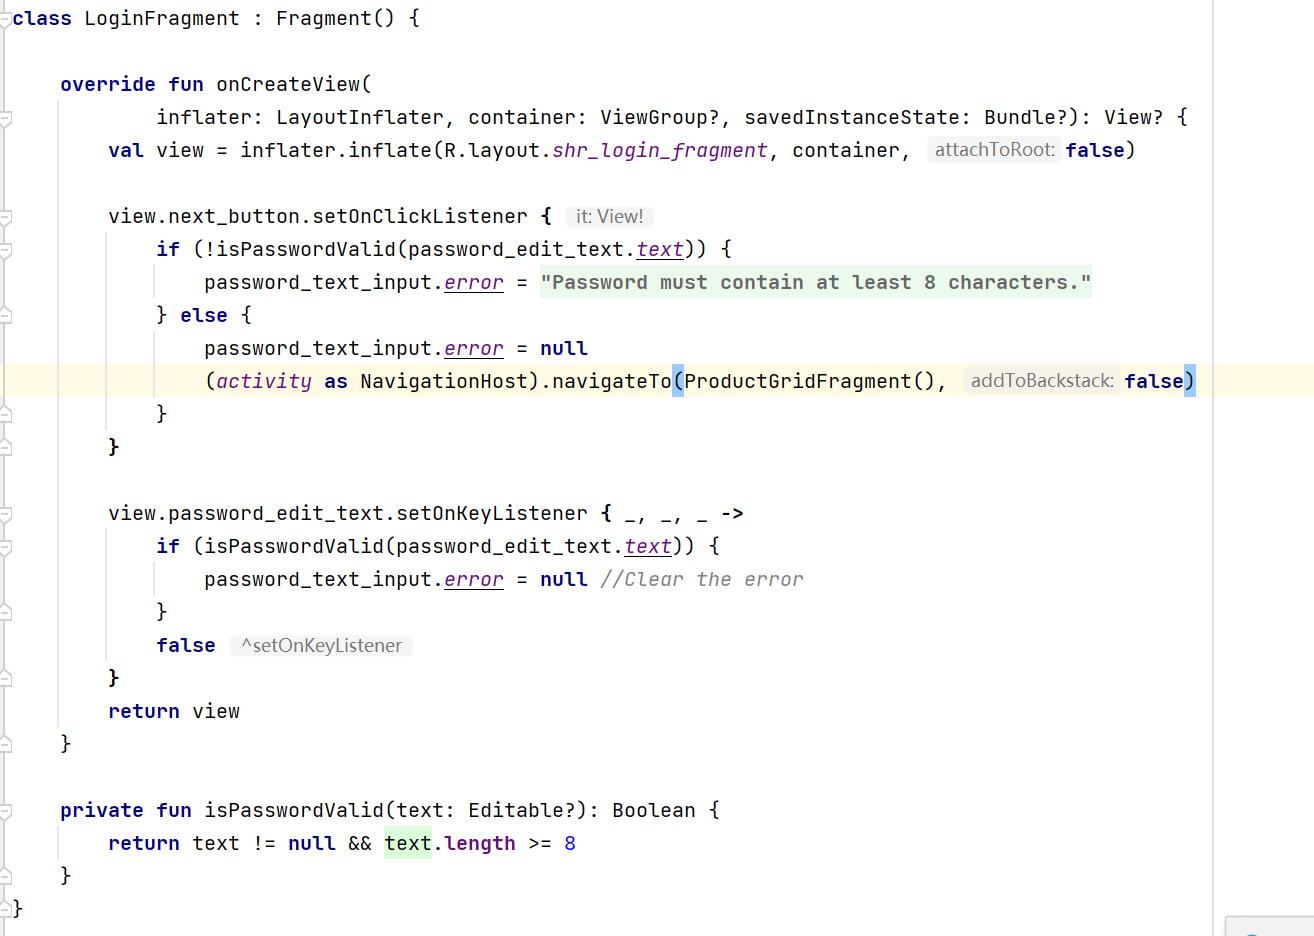 class LoginFragment : Fragment() {
override fun onCreateView(
inflater: LayoutInflater, container: ViewGroup?, savedInstanceState: Bundle?): View? {
val view = inflater.inflate(R.layout.shr_login_fragment, container, attachToRoot: false)
view.next_button.setOnClickListener { it: View!
if (!isPasswordValid(password_edit_text.text)) {
password_text_input.error = "Password must contain at least 8 characters."
} else {
password_text_input.error = null
(activity as NavigationHost).navigateTo(ProductGridFragment(), addToBackstack: false)
}
}
view.password_edit_text.setOnKeyListener { _, _, _ ->
if (isPasswordValid(password_edit_text.text)) {
password_text_input.error = null //Clear the error
}
false ^setOnKeyListener
}
return view
}
private fun isPasswordValid(text: Editable?): Boolean {
return text != null && text.length >= 8
}
}